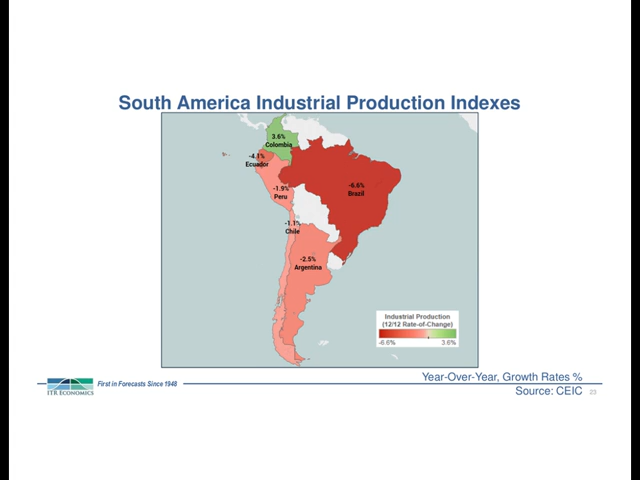 South America Industrial Production Indexes
3.6%
Colombia
-4.1%
Ecuador
-1.9%
Peru
-6.6%
Brazil
-1.1%
Chile
-2.5%
Argentina
Industrial Production
(12/12 Rate-of-Change)
-6.6% 3.6%
Year-Over-Year, Growth Rates %
Source: CEIC
23
ITR ECONOMICS
First in Forecasts Since 1948